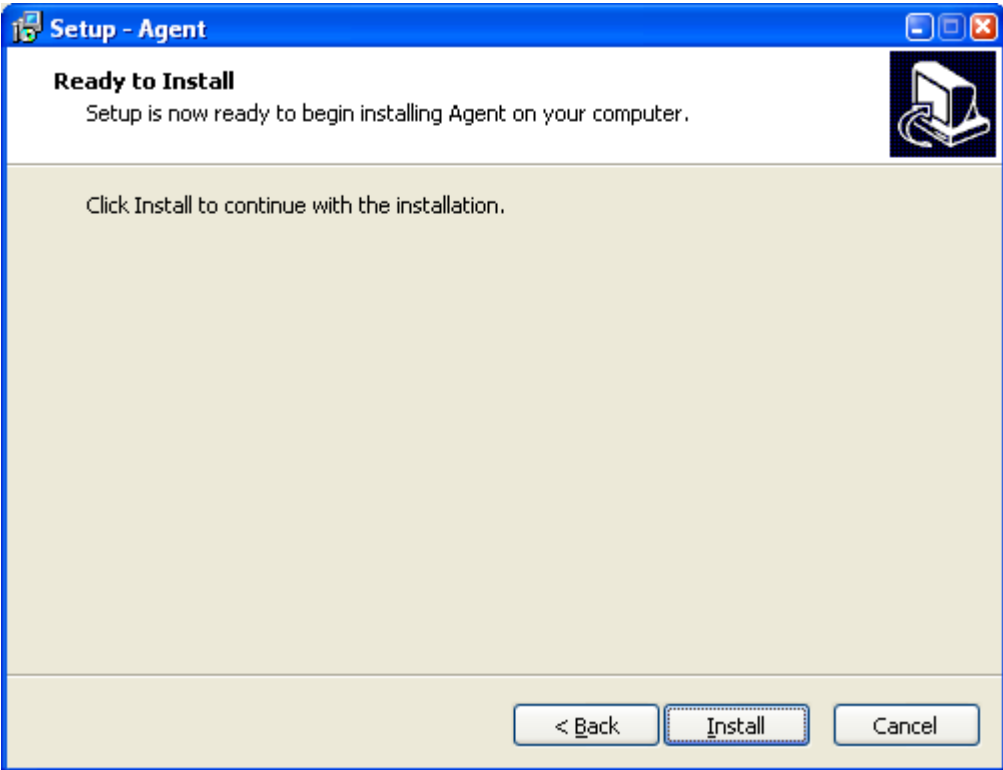 Setup - Agent
Ready to Install
Setup is now ready to begin installing Agent on your computer.
Click Install to continue with the installation.
< Back
Install
Cancel